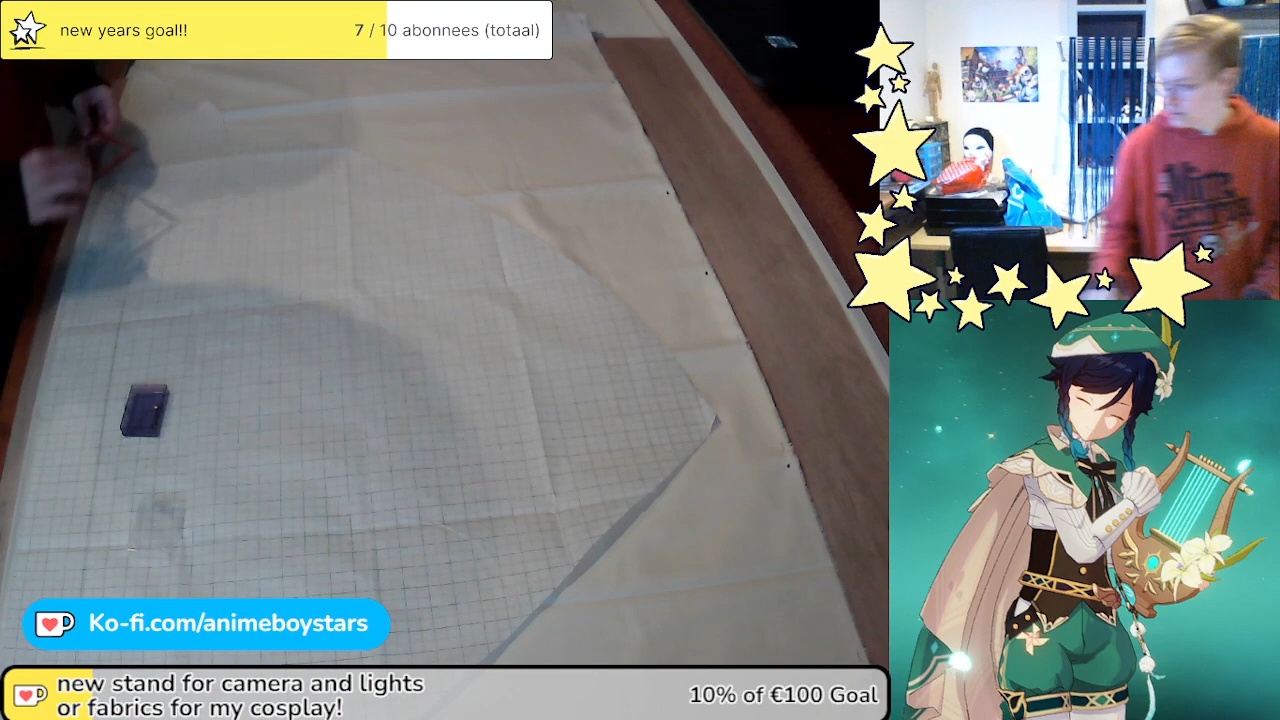 new years goal!!
7 / 10 abonnees (totaal)
Ko-fi.com/animeboystars
new stand for camera and lights
or fabrics for my cosplay!
10% of €100 Goal